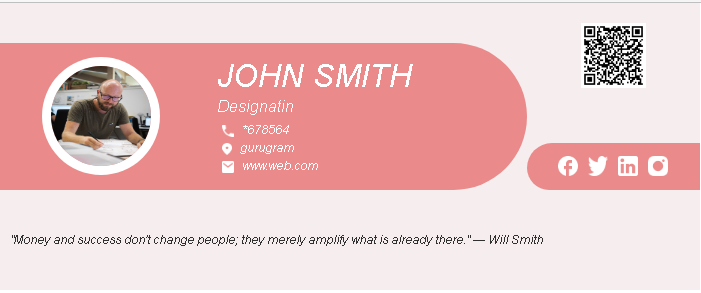 JOHN SMITH
Designatin
*678564
gurugram
www.web.com
"Money and success don't change people; they merely amplify what is already there." — Will Smith